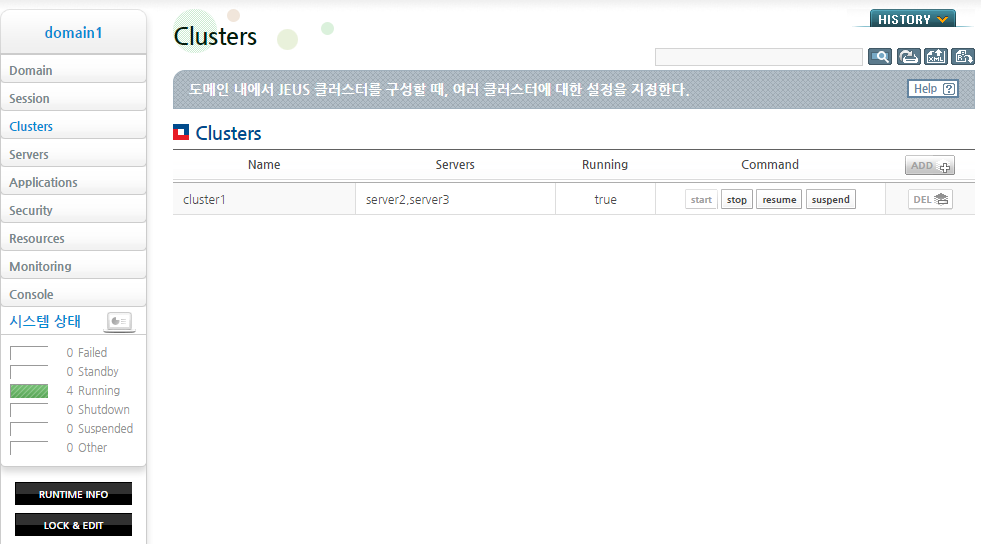 domain1
Domain
Session
Clusters
Servers
Applications
Security
Resources
Monitoring
Console
시스템 상태
0 Failed
0 Standby
4 Running
0 Shutdown
0 Suspended
0 Other
RUNTIME INFO
LOCK & EDIT
Clusters
HISTORY
XML
도메인 내에서 JEUS 클러스터를 구성할 때, 여러 클러스터에 대한 설정을 지정한다.
Help ?
Clusters
Name Servers Running Command ADD
cluster1 server2,server3 true start stop resume suspend DEL